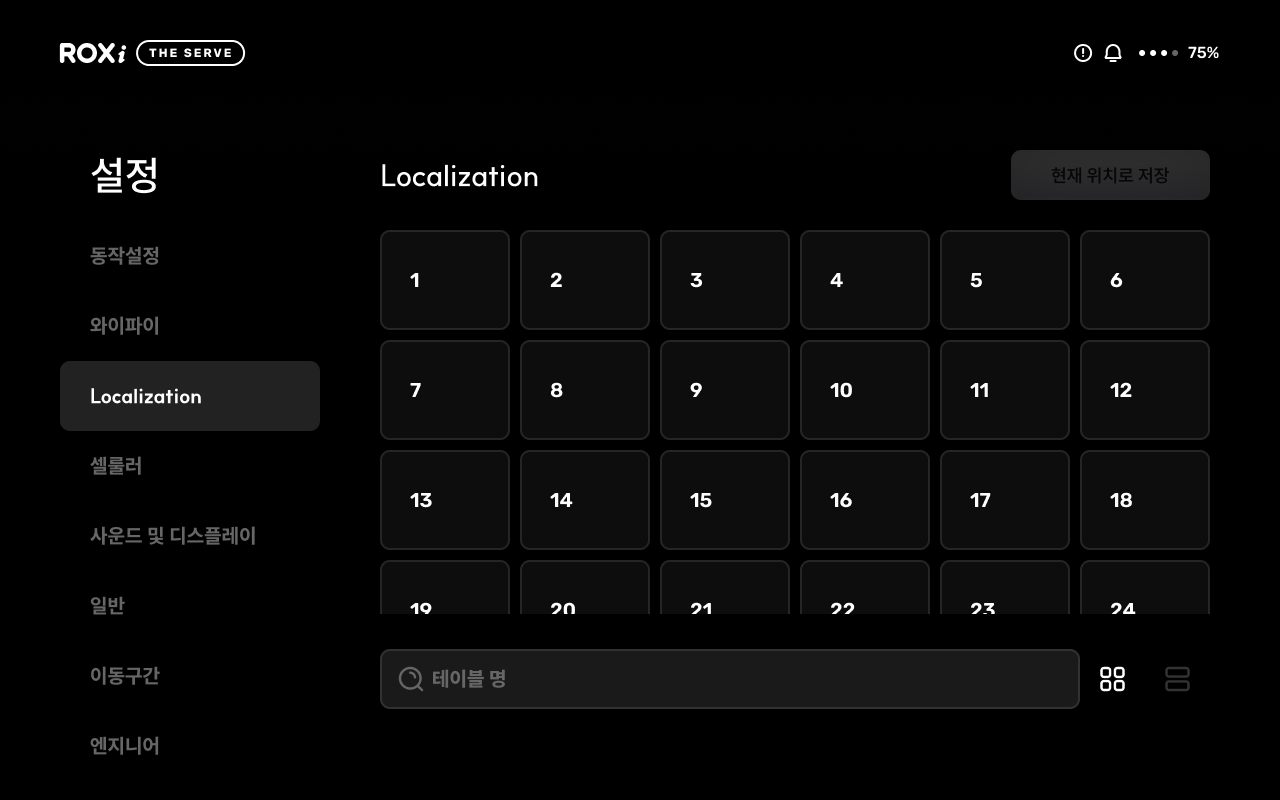 ROXi THE SERVE
75%
설정
Localization
현재 위치로 저장
동작설정
와이파이
Localization
셀룰러
사운드 및 디스플레이
일반
이동구간
엔지니어
1 2 3 4 5 6
7 8 9 10 11 12
13 14 15 16 17 18
19 20 21 22 23 24
테이블 명